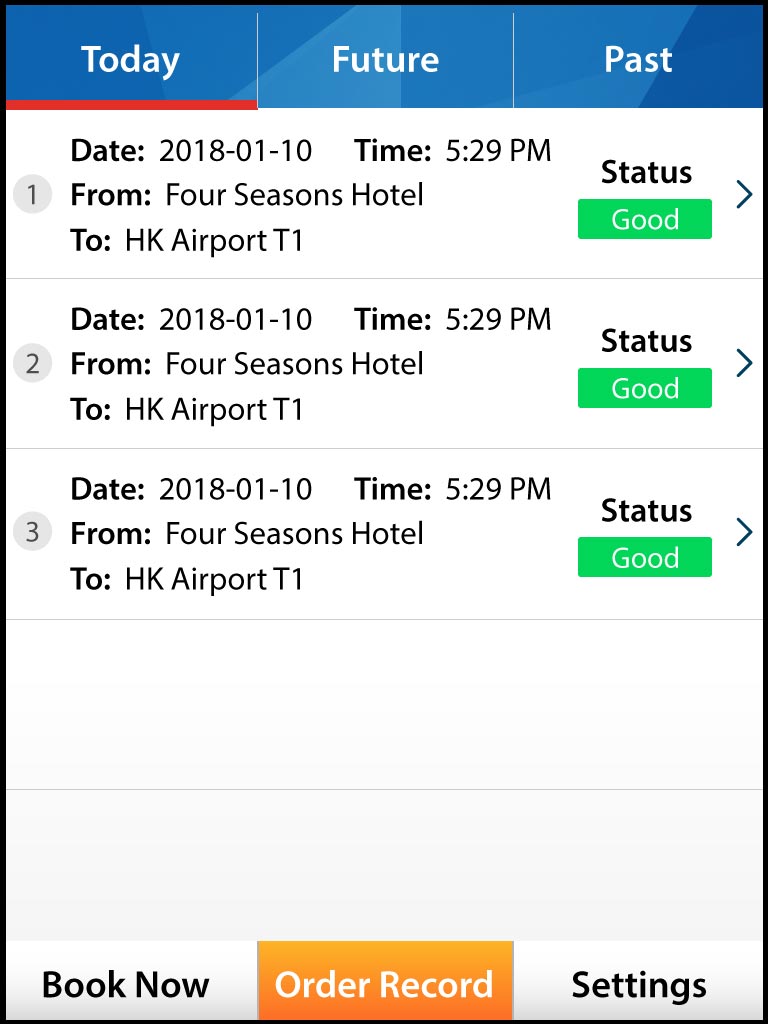 Today Future Past
Date: 2018-01-10 Time: 5:29 PM
Status
1
From: Four Seasons Hotel
Good
To: HK Airport T1
Date: 2018-01-10 Time: 5:29 PM
Status
2
From: Four Seasons Hotel
Good
To: HK Airport T1
Date: 2018-01-10 Time: 5:29 PM
Status
3
From: Four Seasons Hotel
Good
To: HK Airport T1
Book Now Order Record Settings